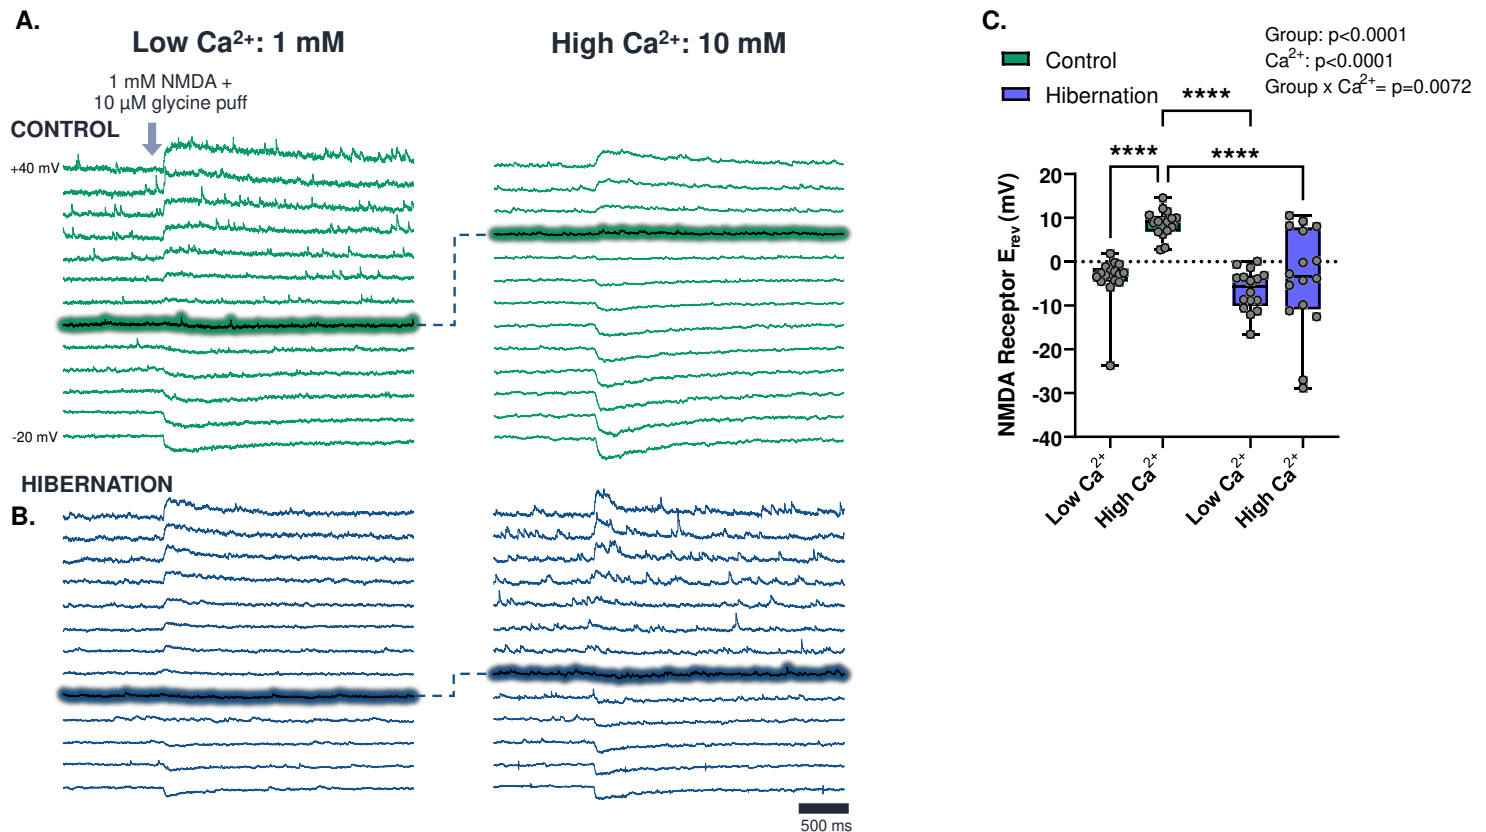 A.
Low Ca²⁺: 1 mM
High Ca²⁺: 10 mM
1 mM NMDA +
10 µM glycine puff
CONTROL
+40 mV
-20 mV
HIBERNATION
B.
500 ms
C.
Control
Hibernation
Group: p<0.0001
Ca²⁺: p<0.0001
Group x Ca²⁺= p=0.0072
****
****
****
NMDA Receptor Erev (mV)
20
10
0
-10
-20
-30
-40
Low Ca²⁺
High Ca²⁺
Low Ca²⁺
High Ca²⁺